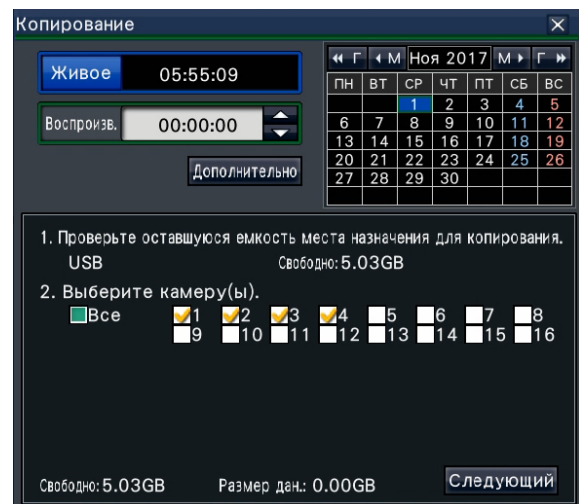 Копирование
Живое 05:55:09
Воспроизв. 00:00:00
Дополнительно
Г М Ноя 2017 М Г
ПН ВТ СР ЧТ ПТ СБ ВС
1 2 3 4 5
6 7 8 9 10 11 12
13 14 15 16 17 18 19
20 21 22 23 24 25 26
27 28 29 30
1. Проверьте оставшуюся емкость места назначения для копирования.
USB Свободно: 5.03GB
2. Выберите камеру(ы).
Все 1 2 3 4 5 6 7 8
9 10 11 12 13 14 15 16
Свободно: 5.03GB Размер дан.: 0.00GB Следующий